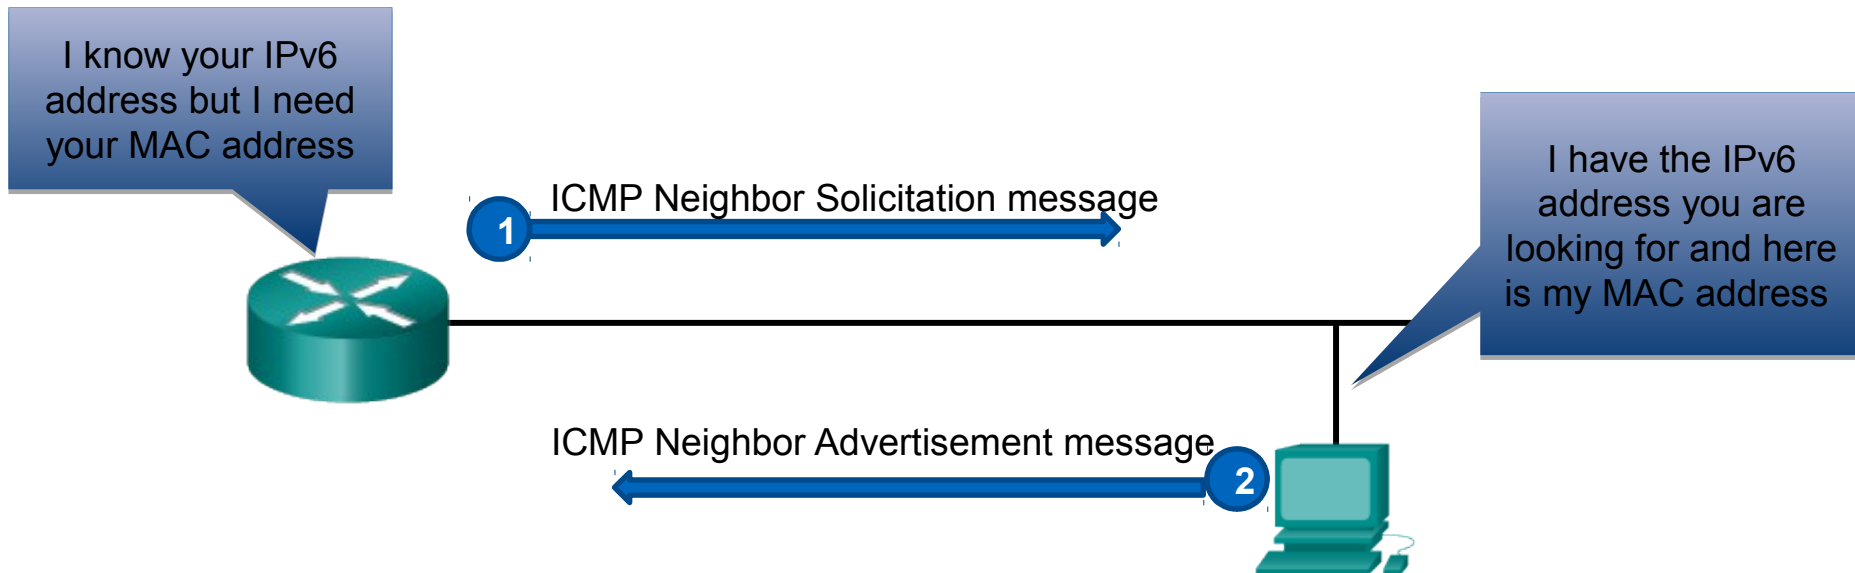 I know your IPv6
address but I need
your MAC address
I have the IPv6
address you are
looking for and here
is my MAC address
ICMP Neighbor Solicitation message
1
ICMP Neighbor Advertisement message
2